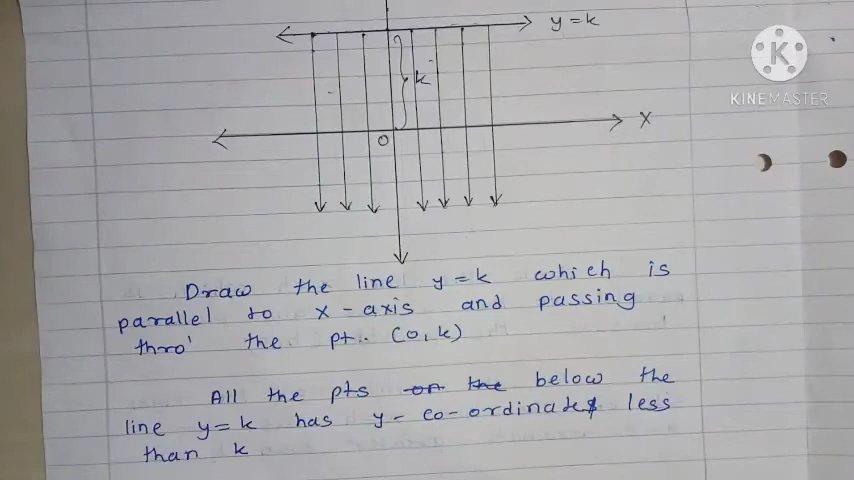 y = k
K
KINEMASTER
k
X
O
Draw the line y = k which is
parallel to x - axis and passing
thro' the pt. (0, k)
All the pts on the below the
line y = k has y - co-ordinates less
than k